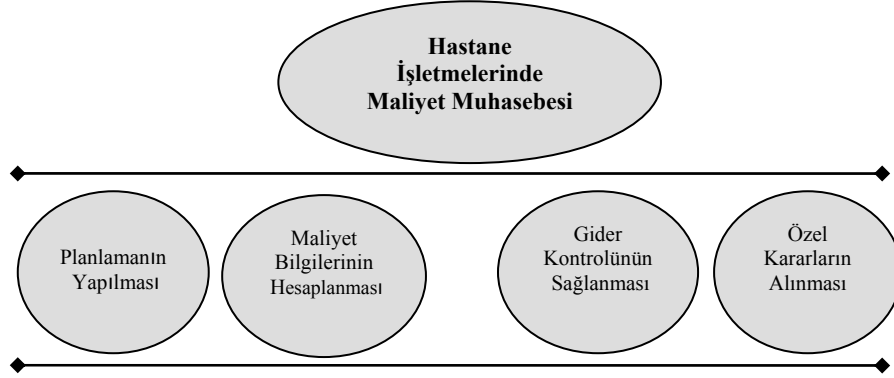 Hastane
İşletmelerinde
Maliyet Muhasebesi
Planlamanın
Yapılması
Maliyet
Bilgilerinin
Hesaplanması
Gider
Kontrolünün
Sağlanması
Özel
Kararların
Alınması